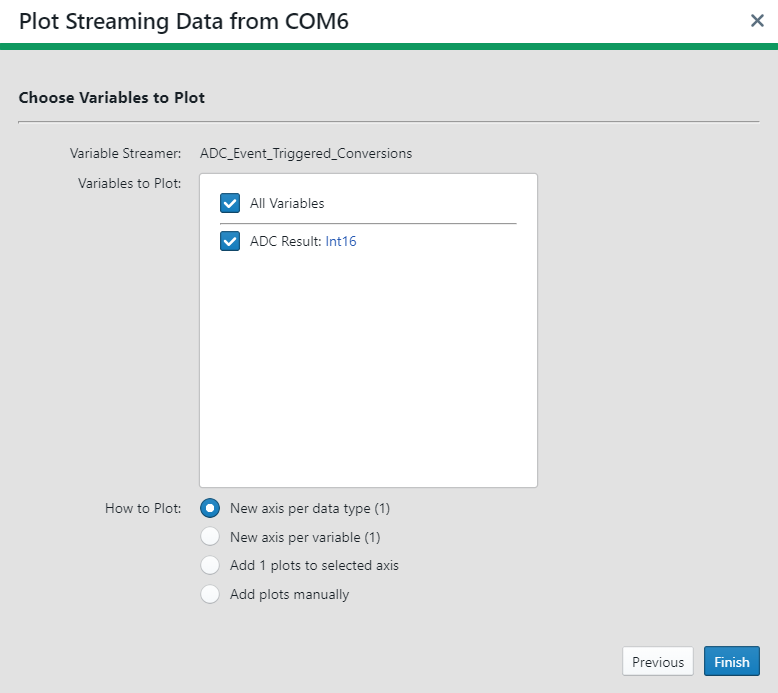 Plot Streaming Data from COM6
Choose Variables to Plot
Variable Streamer: ADC_Event_Triggered_Conversions
Variables to Plot:
All Variables
ADC Result: Int16
How to Plot: New axis per data type (1)
New axis per variable (1)
Add 1 plots to selected axis
Add plots manually
Previous Finish